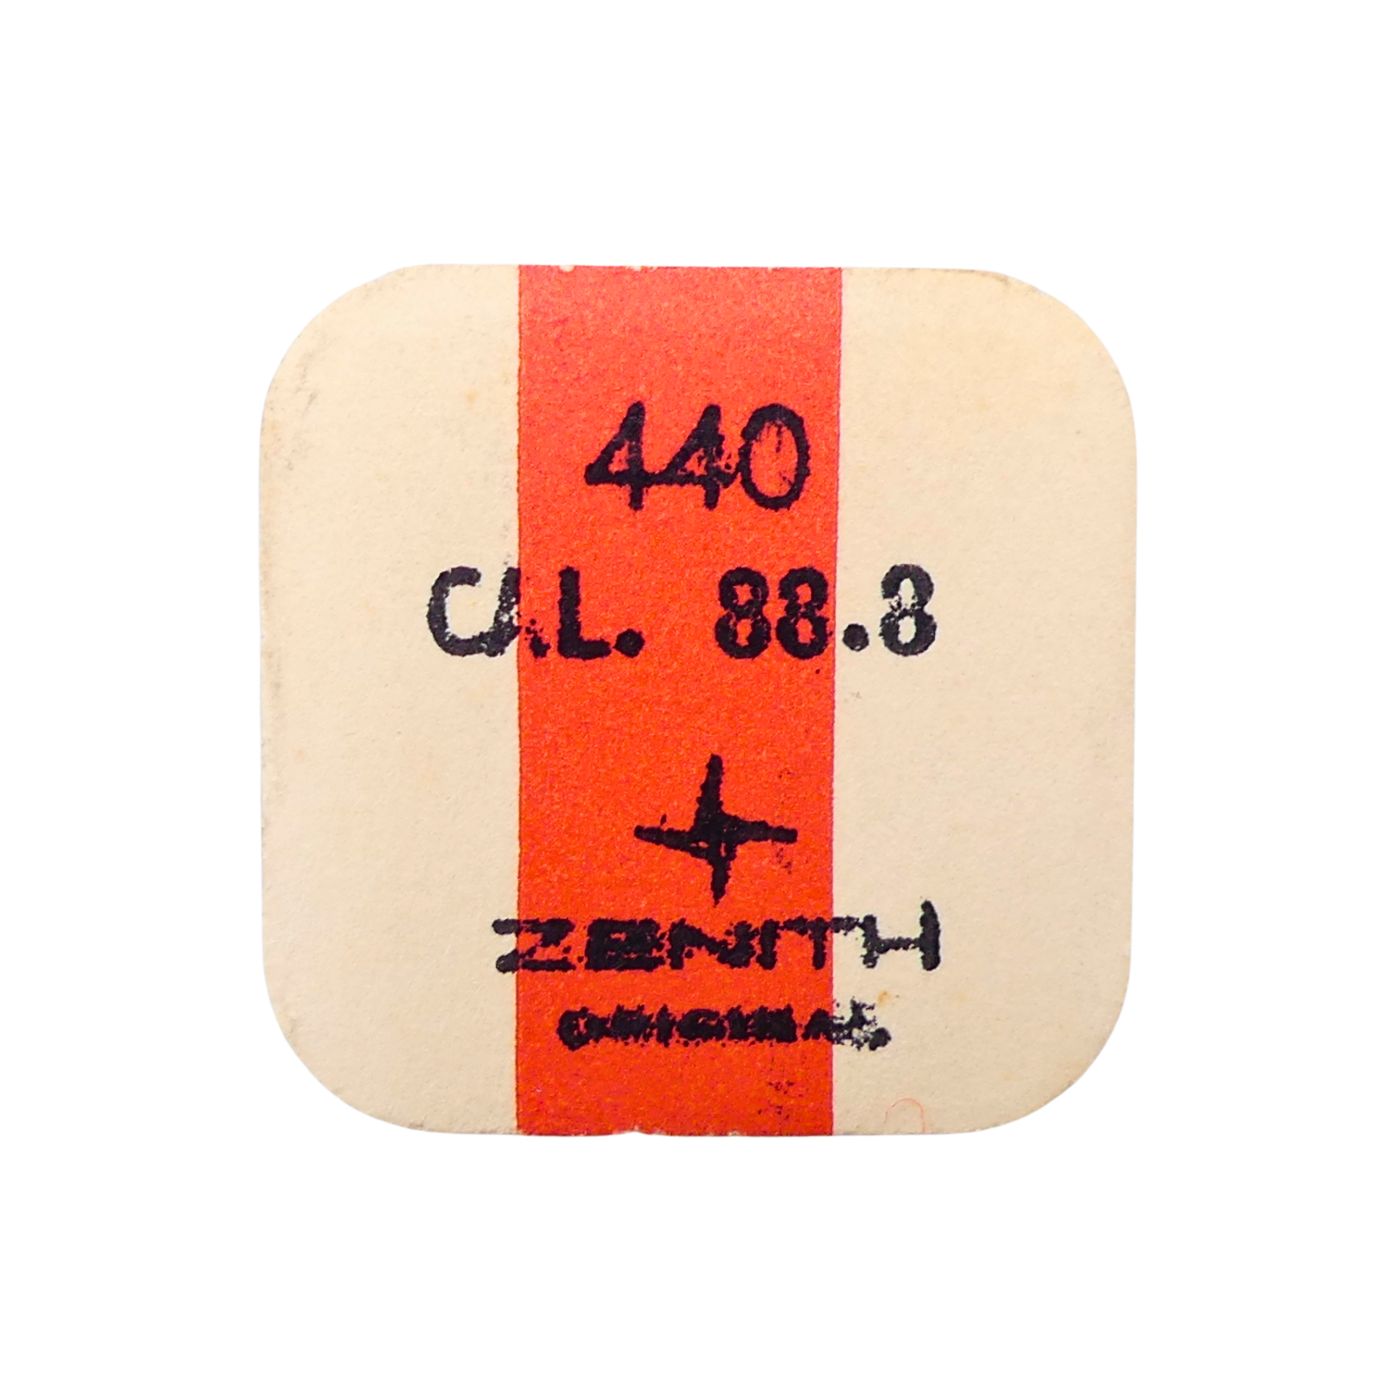 440
CAL. 88.8
ZENITH
ORIGINAL